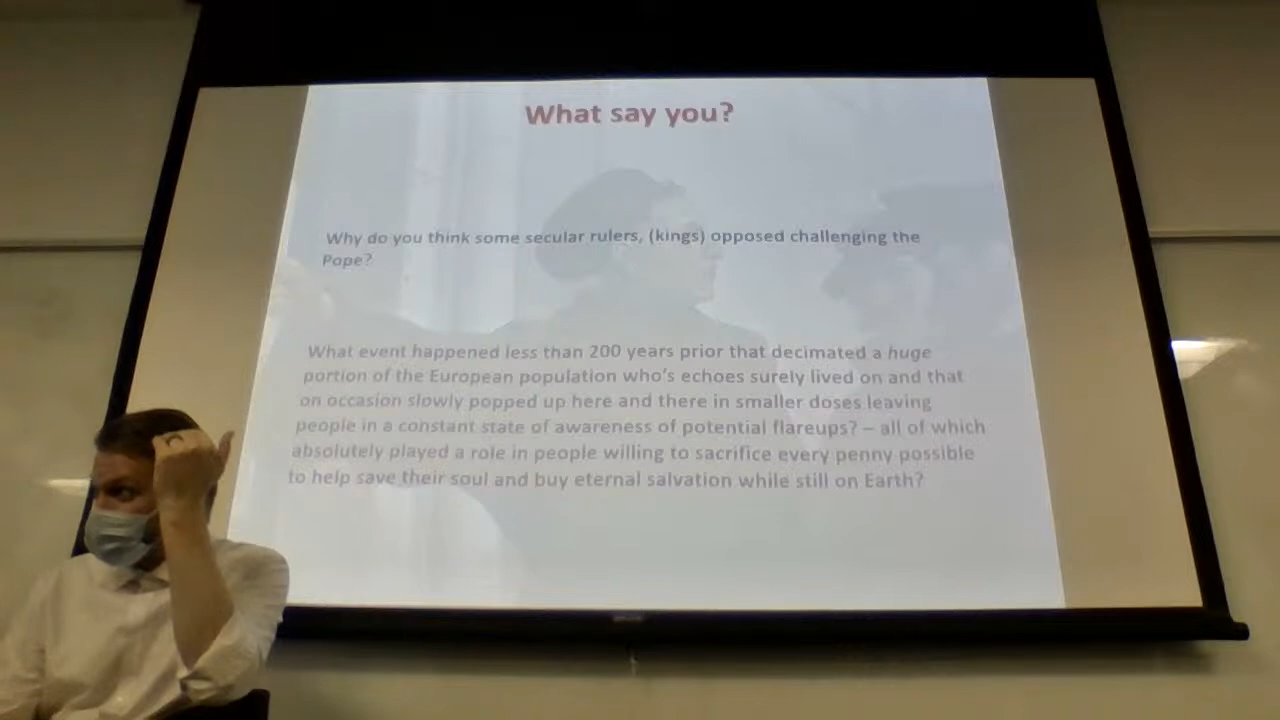 What say you?
Why do you think some secular rulers, (kings) opposed challenging the
Pope?
What event happened less than 200 years prior that decimated a huge
portion of the European population who's echoes surely lived on and that
on occasion slowly popped up here and there in smaller doses leaving
people in a constant state of awareness of potential flareups? – all of which
absolutely played a role in people willing to sacrifice every penny possible
to help save their soul and buy eternal salvation while still on Earth?